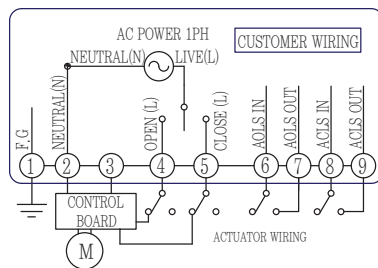 AC POWER 1PH
CUSTOMER WIRING
NEUTRAL(N)
LIVE(L)
F.G
NEUTRAL(N)
OPEN (L)
CLOSE (L)
AOLS IN
AOLS OUT
ACLS IN
ACLS OUT
1 2 3 4 5 6 7 8 9
CONTROL
BOARD
M
ACTUATOR WIRING